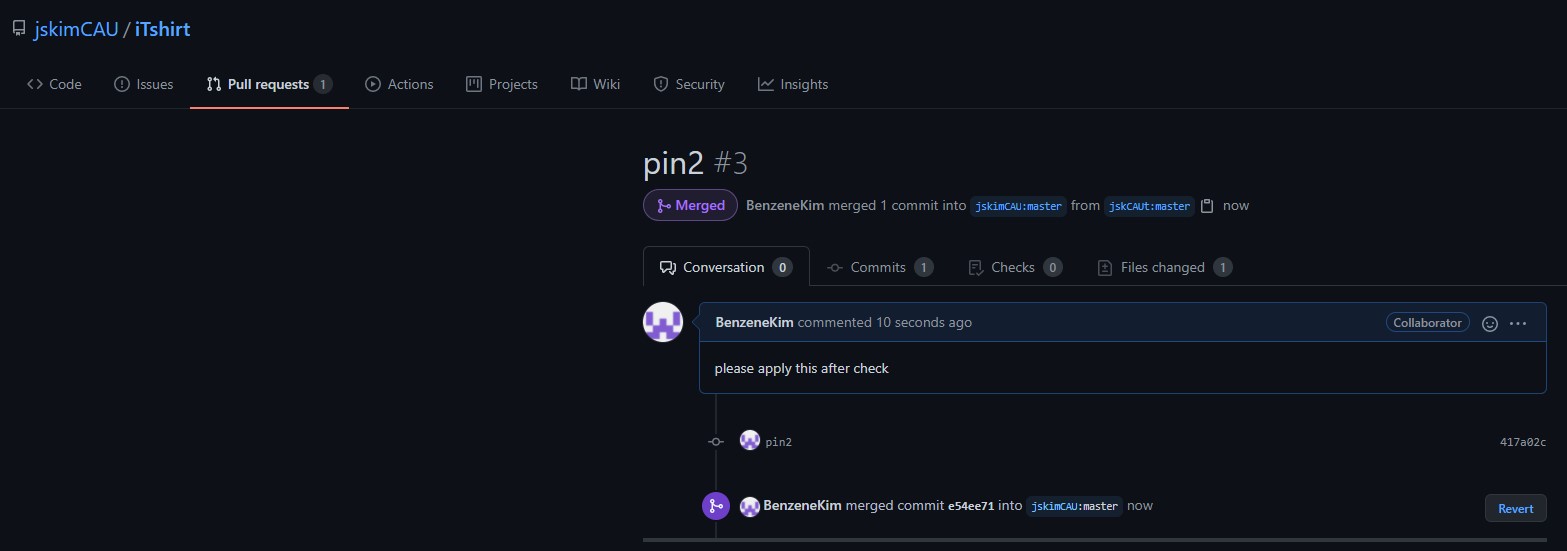 jskimCAU / iTshirt
Code Issues Pull requests 1 Actions Projects Wiki Security Insights
pin2 #3
Merged BenzeneKim merged 1 commit into jskimCAU:master from jskCAUt:master now
Conversation 0 Commits 1 Checks 0 Files changed 1
BenzeneKim commented 10 seconds ago Collaborator
please apply this after check
pin2 417a02c
BenzeneKim merged commit e54ee71 into jskimCAU:master now Revert